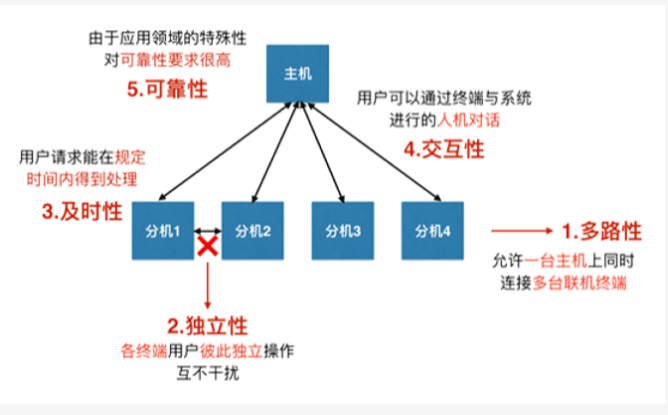 由于应用领域的特殊性
对可靠性要求很高
5.可靠性
主机
用户可以通过终端与系统
进行的人机对话
4.交互性
用户请求能在规定
时间内得到处理
3.及时性
分机1
分机2
分机3
分机4
1.多路性
允许一台主机上同时
连接多台联机终端
2.独立性
各终端用户彼此独立操作
互不干扰